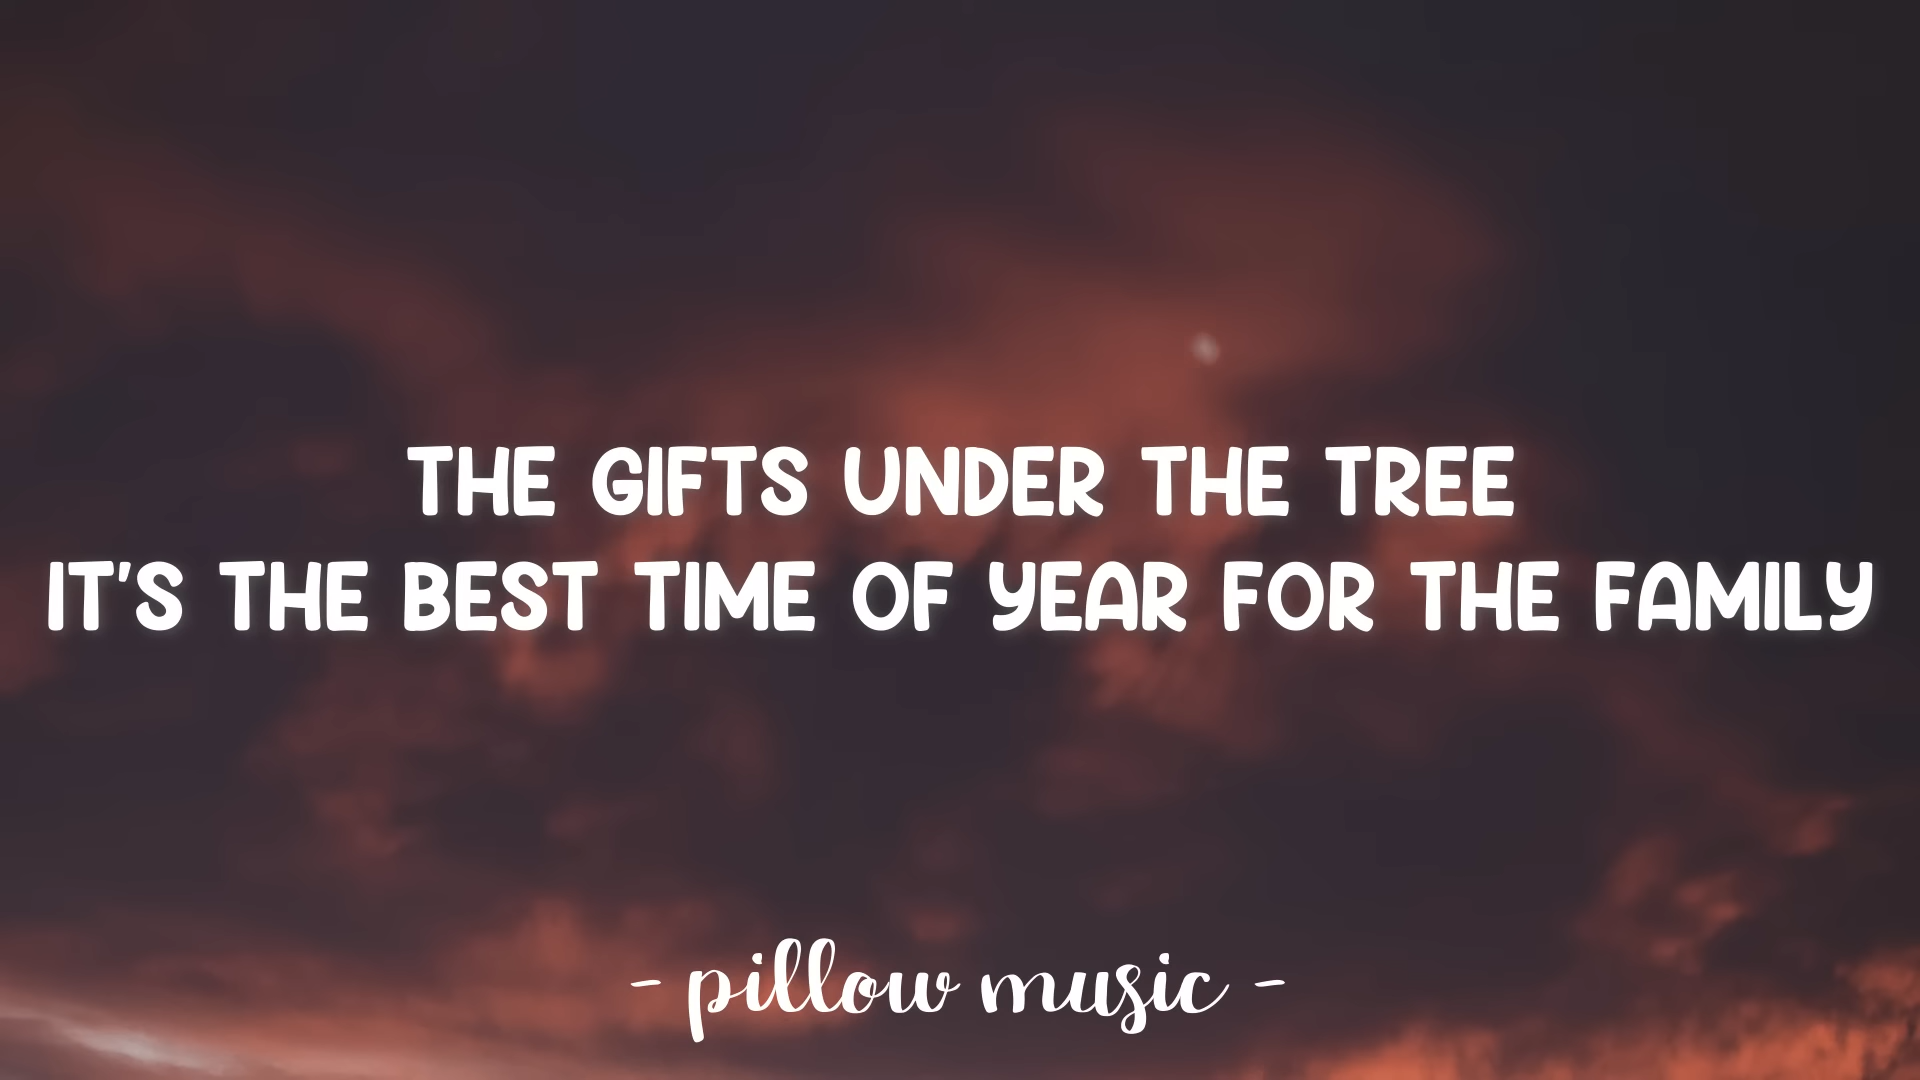 THE GIFTS UNDER THE TREE
IT'S THE BEST TIME OF YEAR FOR THE FAMILY
- pillow music -